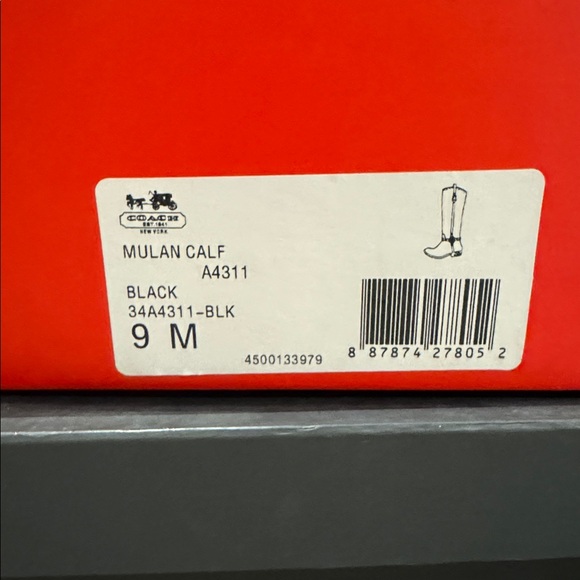 COACH
EST. 1941
NEW YORK
MULAN CALF
A4311
BLACK
34A4311-BLK
9 M
4500133979
8 87874 27805 2